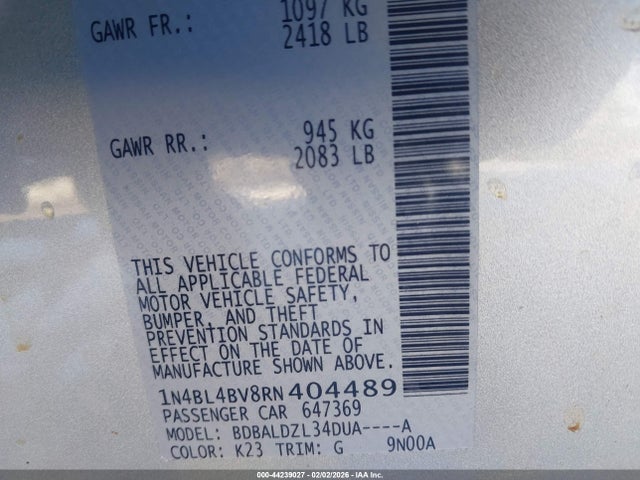 GAWR FR.: 1097 KG
2418 LB
GAWR RR.: 945 KG
2083 LB
THIS VEHICLE CONFORMS TO
ALL APPLICABLE FEDERAL
MOTOR VEHICLE SAFETY,
BUMPER, AND THEFT
PREVENTION STANDARDS IN
EFFECT ON THE DATE OF
MANUFACTURE SHOWN ABOVE.
1N4BL4BV8RN404489
PASSENGER CAR 647369
MODEL: BDBALDZL34DUA----A
COLOR: K23 TRIM: G 9N00A
000-44239027 - 02/02/2026 - IAA Inc.